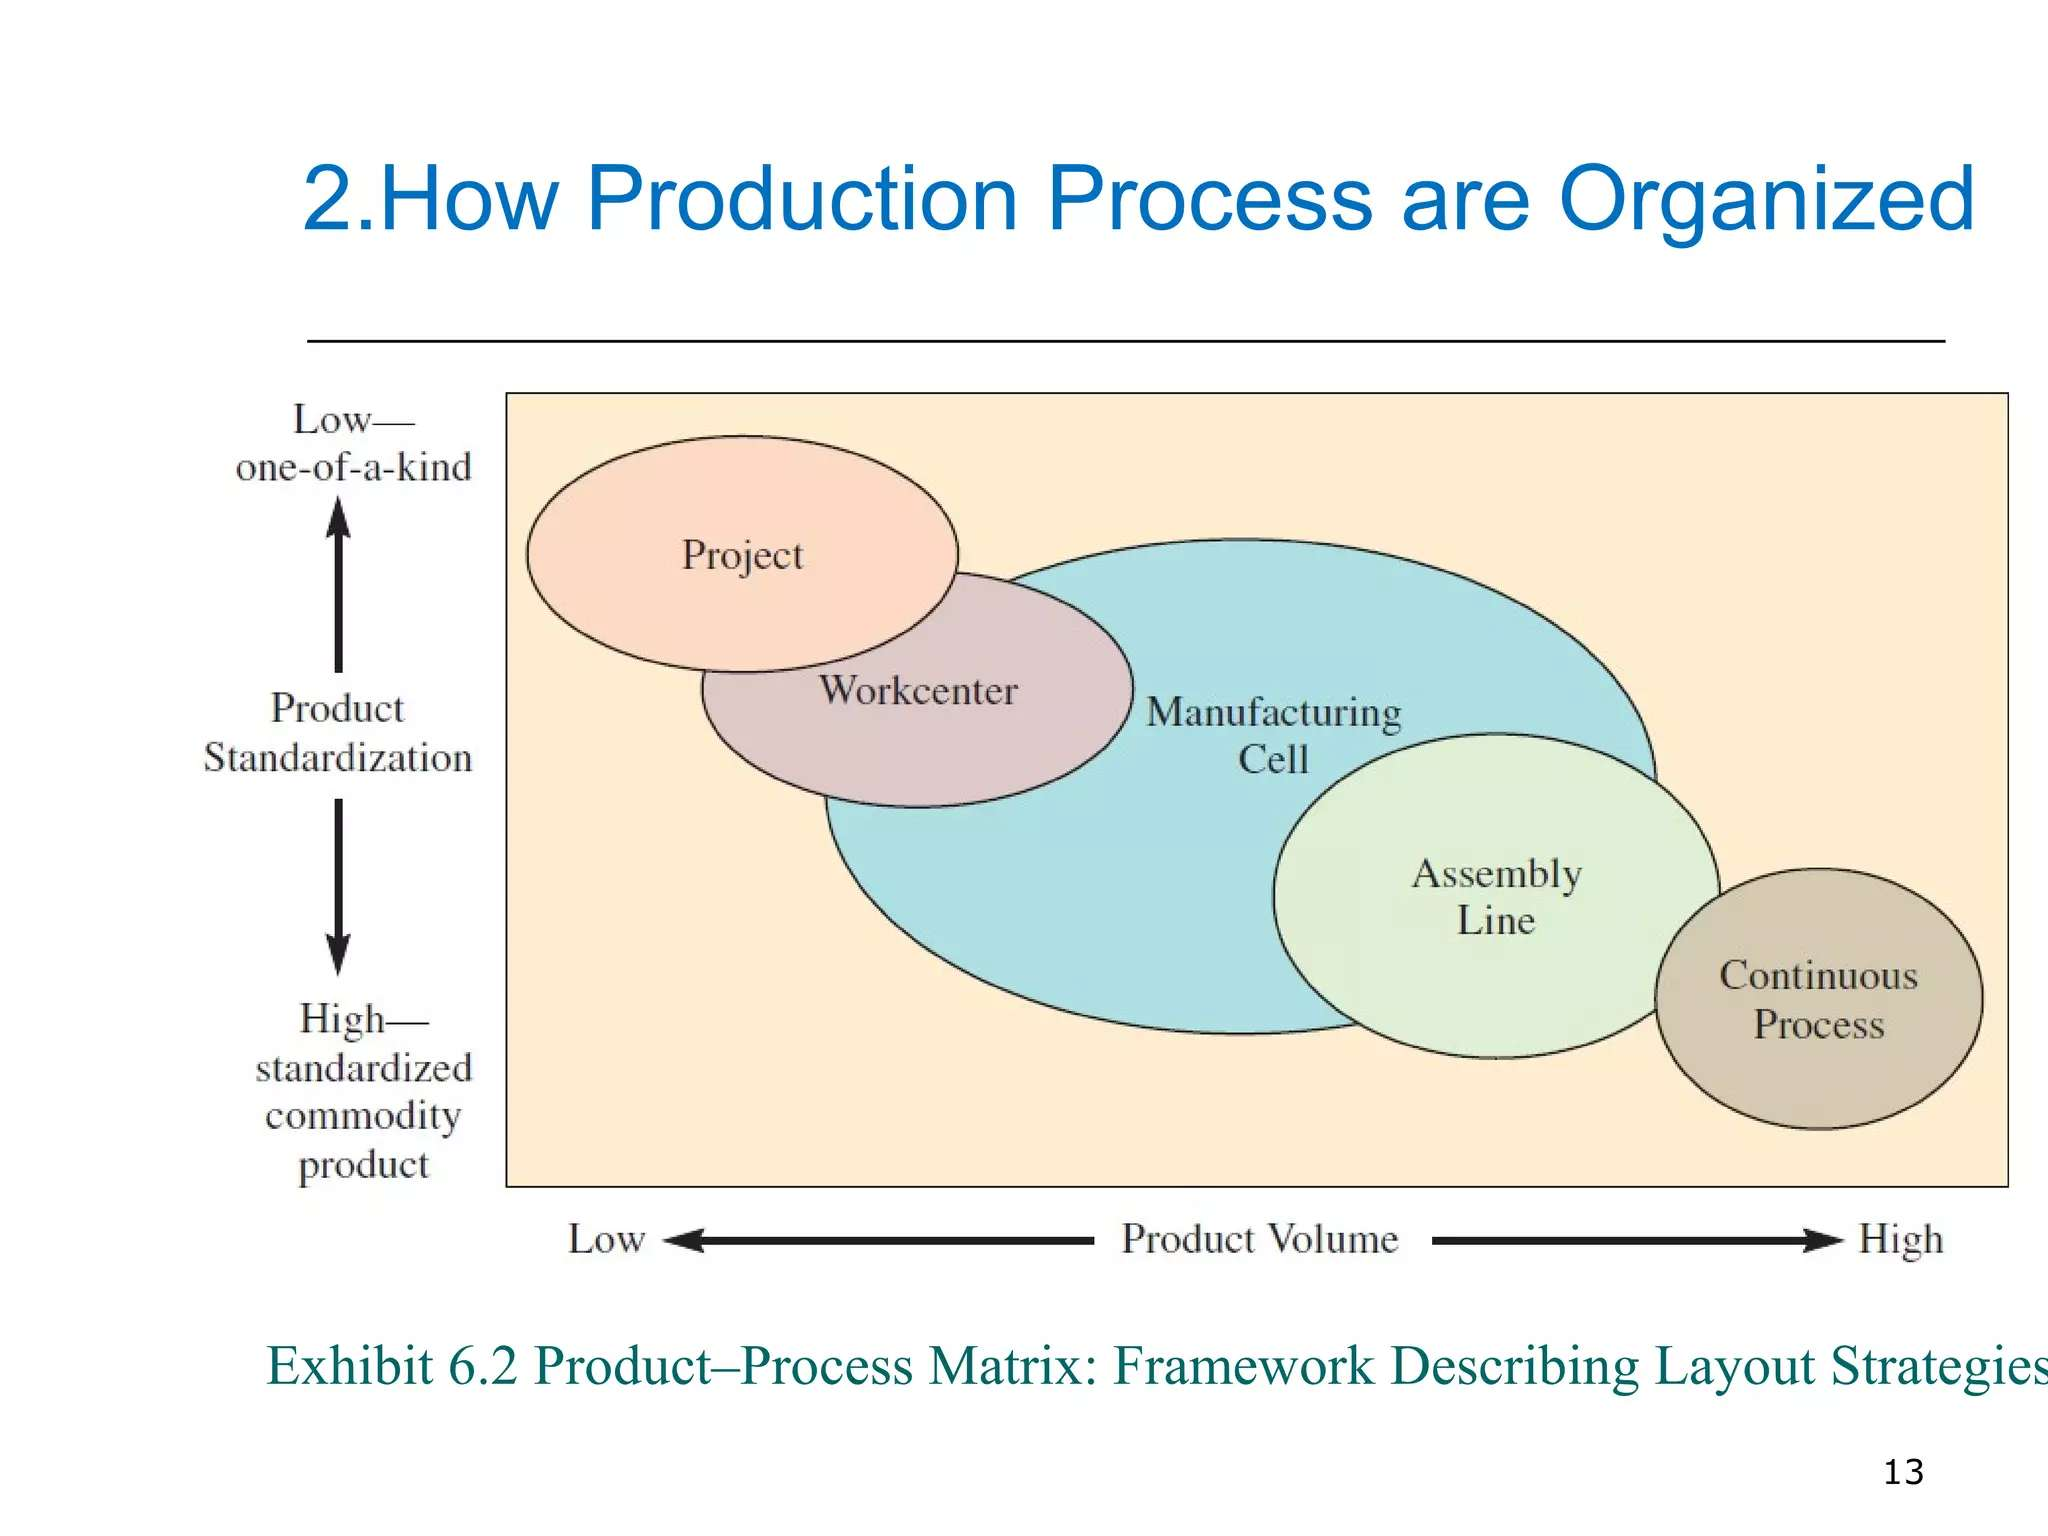 2.How Production Process are Organized
Low—
one-of-a-kind
Product
Standardization
High—
standardized
commodity
product
Project
Workcenter
Manufacturing
Cell
Assembly
Line
Continuous
Process
Low
Product Volume
High
Exhibit 6.2 Product–Process Matrix: Framework Describing Layout Strategies
13